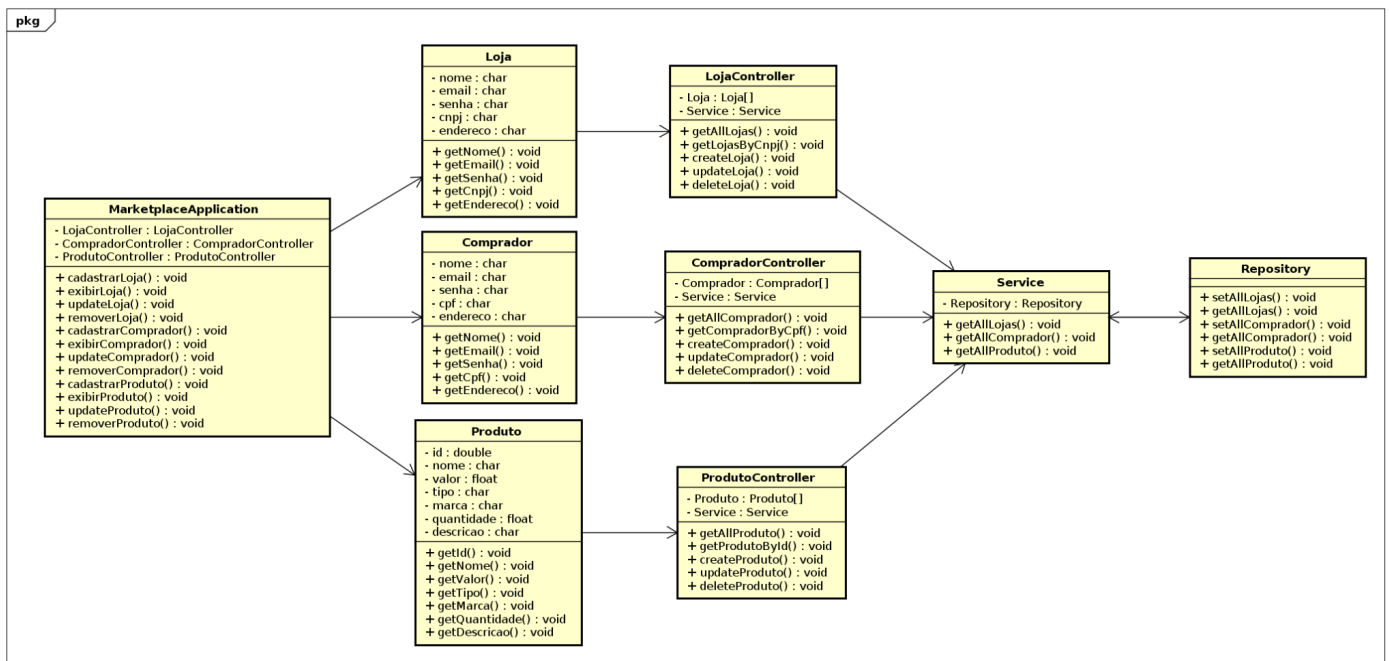 pkg
MarketplaceApplication
- LojaController : LojaController
- CompradorController : CompradorController
- ProdutoController : ProdutoController
+ cadastrarLoja() : void
+ exibirLoja() : void
+ updateLoja() : void
+ removerLoja() : void
+ cadastrarComprador() : void
+ exibirComprador() : void
+ updateComprador() : void
+ removerComprador() : void
+ cadastrarProduto() : void
+ exibirProduto() : void
+ updateProduto() : void
+ removerProduto() : void
Loja
- nome : char
- email : char
- senha : char
- cnpj : char
- endereco : char
+ getNome() : void
+ getEmail() : void
+ getSenha() : void
+ getCnpj() : void
+ getEndereco() : void
Comprador
- nome : char
- email : char
- senha : char
- cpf : char
- endereco : char
+ getNome() : void
+ getEmail() : void
+ getSenha() : void
+ getCpf() : void
+ getEndereco() : void
Produto
- id : double
- nome : char
- valor : float
- tipo : char
- marca : char
- quantidade : float
- descricao : char
+ getId() : void
+ getNome() : void
+ getValor() : void
+ getTipo() : void
+ getMarca() : void
+ getQuantidade() : void
+ getDescricao() : void
LojaController
- Loja : Loja[]
- Service : Service
+ getAllLojas() : void
+ getLojasByCnpj() : void
+ createLoja() : void
+ updateLoja() : void
+ deleteLoja() : void
CompradorController
- Comprador : Comprador[]
- Service : Service
+ getAllComprador() : void
+ getCompradorByCpf() : void
+ createComprador() : void
+ updateComprador() : void
+ deleteComprador() : void
ProdutoController
- Produto : Produto[]
- Service : Service
+ getAllProduto() : void
+ getProdutoById() : void
+ createProduto() : void
+ updateProduto() : void
+ deleteProduto() : void
Service
- Repository : Repository
+ getAllLojas() : void
+ getAllComprador() : void
+ getAllProduto() : void
Repository
+ setAllLojas() : void
+ getAllLojas() : void
+ setAllComprador() : void
+ getAllComprador() : void
+ setAllProduto() : void
+ getAllProduto() : void